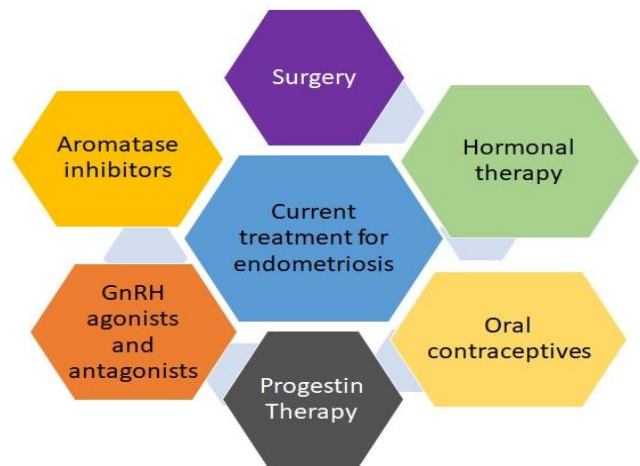 Surgery
Hormonal
therapy
Oral
contraceptives
Progestin
Therapy
GnRH
agonists
and
antagonists
Aromatase
inhibitors
Current
treatment for
endometriosis